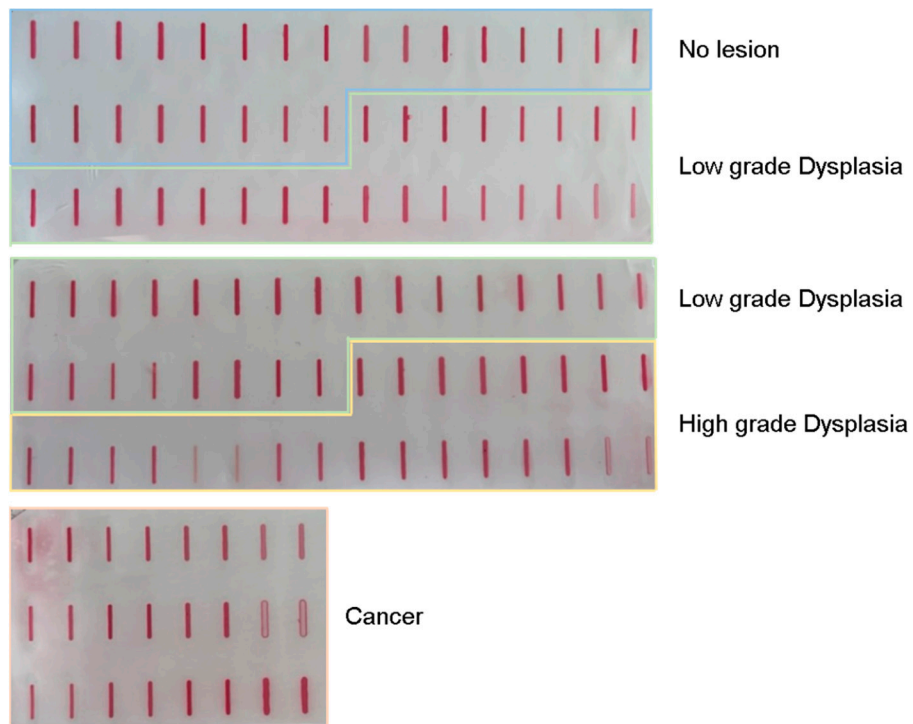 No lesion
Low grade Dysplasia
Low grade Dysplasia
High grade Dysplasia
Cancer